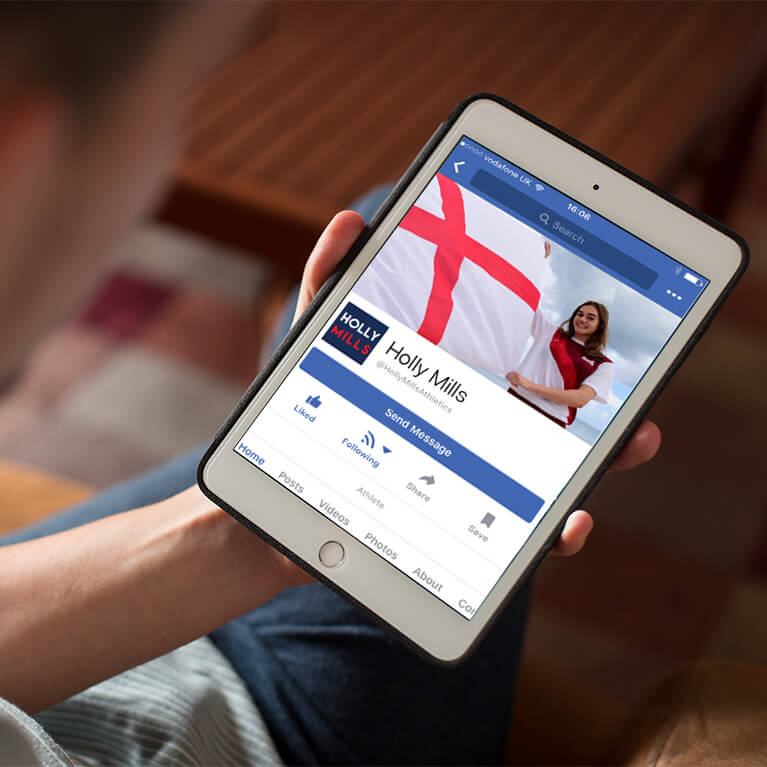 vodafone UK
16:06
Search
HOLLY
MILLS
Holly Mills
@HollyMillsAthletics
Send Message
Liked
Following
Share
Save
Athlete
Home
Posts
Videos
Photos
About